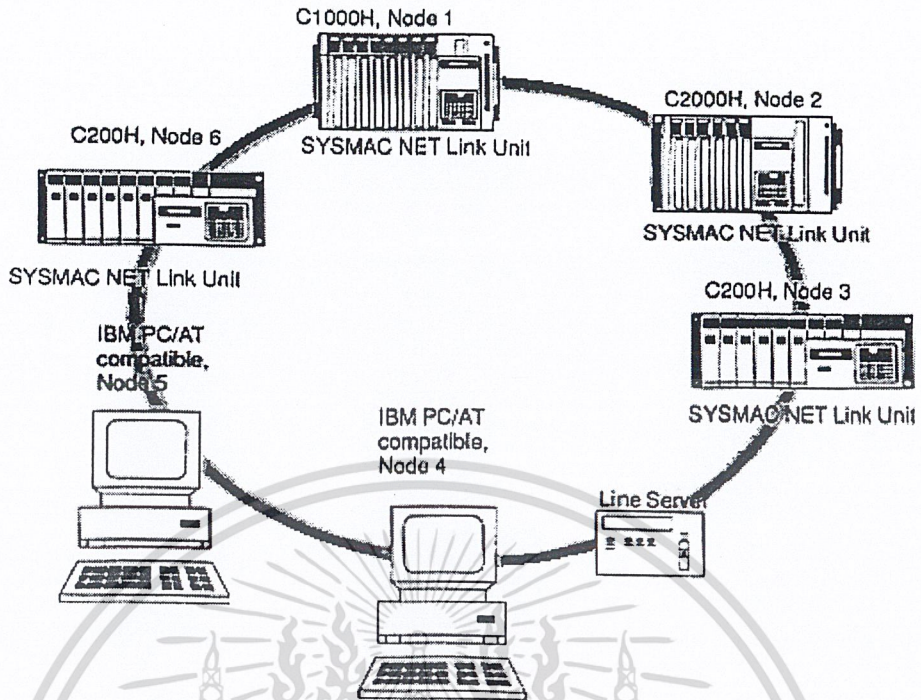 C1000H, Node 1
SYSMAC NET Link Unit
C2000H, Node 2
SYSMAC NET Link Unit
C200H, Node 6
SYSMAC NET Link Unit
C200H, Node 3
SYSMAC NET Link Unit
IBM PC/AT
compatible,
Node 5
IBM PC/AT
compatible,
Node 4
Line Server